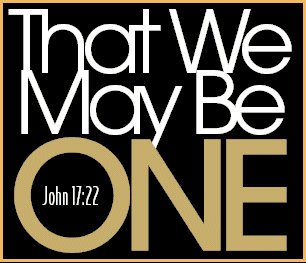 That We
May Be
ONE
John 17:22